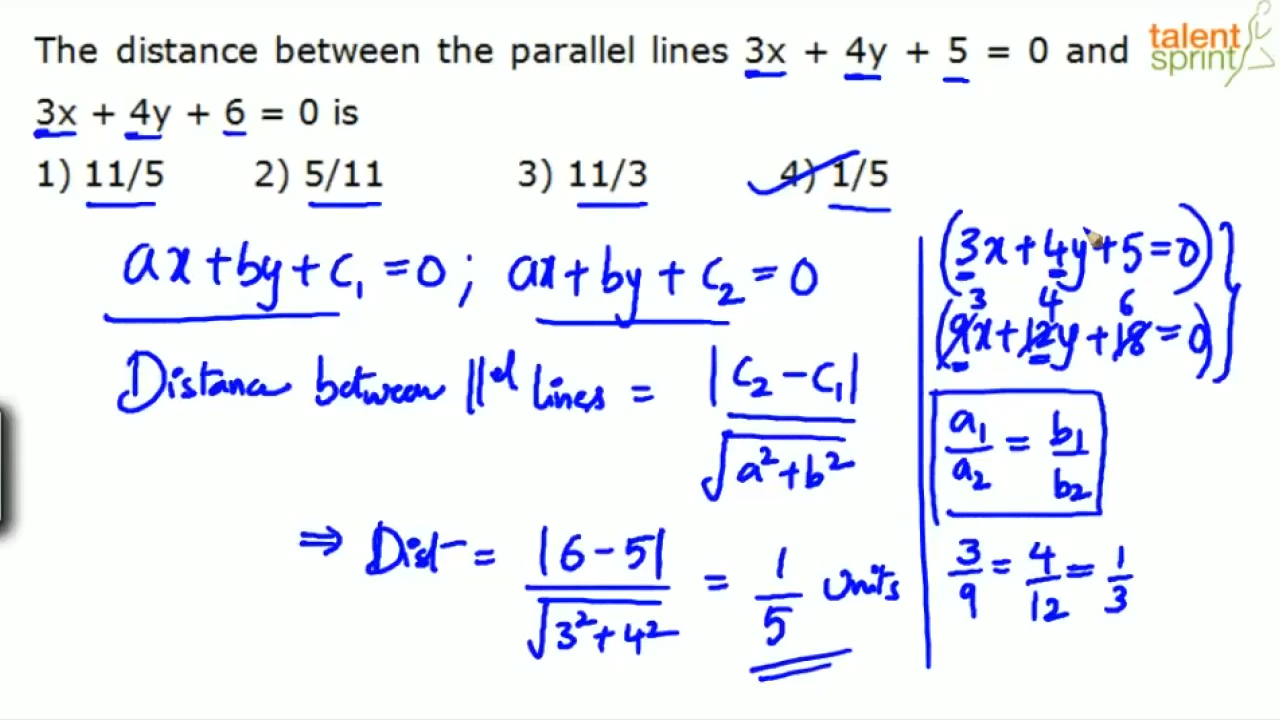 The distance between the parallel lines 3x + 4y + 5 = 0 and
3x + 4y + 6 = 0 is
1) 11/5 2) 5/11 3) 11/3 4) 1/5
talent
sprint
ax + by + c₁ = 0 ; ax + by + c₂ = 0
Distance between ||el lines = |c₂ − c₁| / √(a² + b²)
⇒ Dist = |6 − 5| / √(3² + 4²) = 1/5 units
(3x + 4y + 5 = 0)
3 4 6
(9x + 12y + 18 = 0)
a₁/a₂ = b₁/b₂
3/9 = 4/12 = 1/3